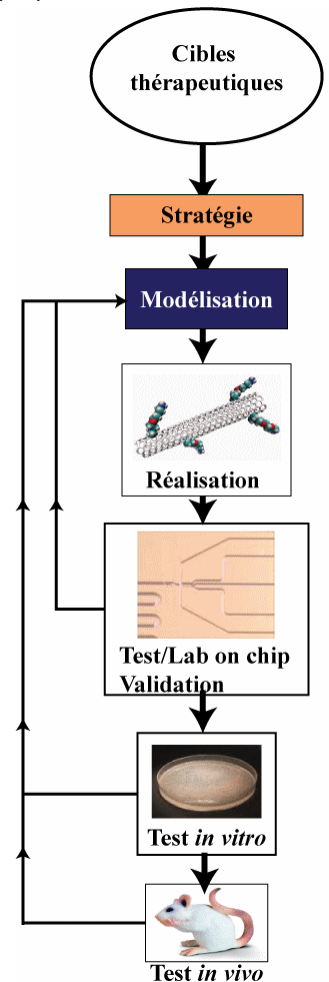 Cibles
thérapeutiques
Stratégie
Modélisation
Réalisation
Test/Lab on chip
Validation
Test in vitro
Test in vivo